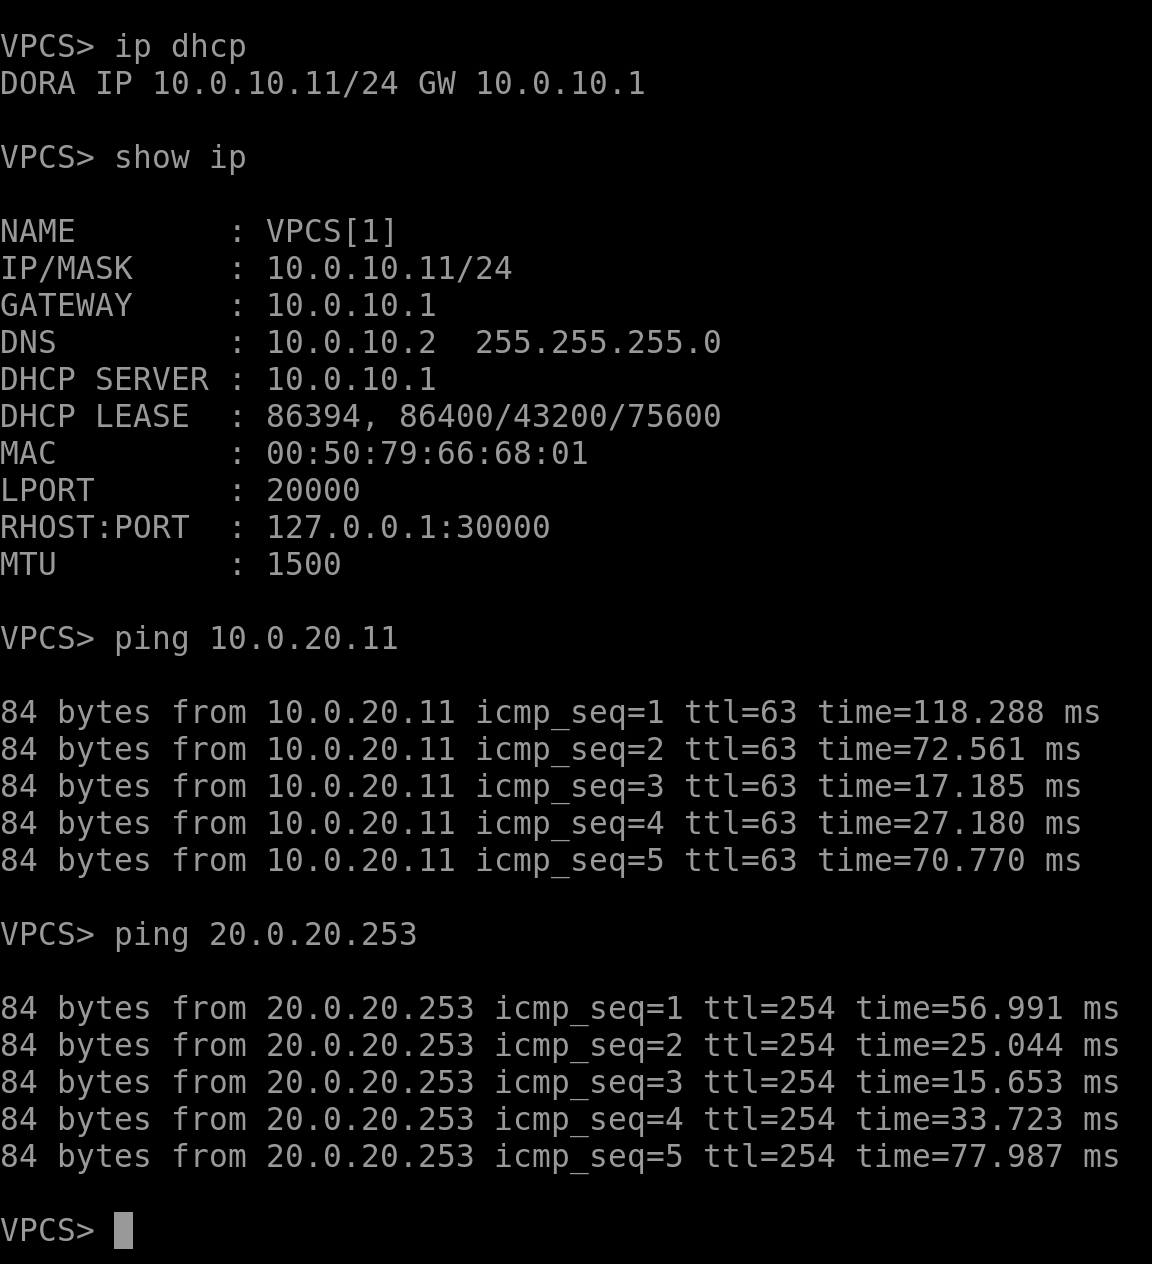 VPCS> ip dhcp
DORA IP 10.0.10.11/24 GW 10.0.10.1
VPCS> show ip
NAME        : VPCS[1]
IP/MASK     : 10.0.10.11/24
GATEWAY     : 10.0.10.1
DNS         : 10.0.10.2  255.255.255.0
DHCP SERVER : 10.0.10.1
DHCP LEASE  : 86394, 86400/43200/75600
MAC         : 00:50:79:66:68:01
LPORT       : 20000
RHOST:PORT  : 127.0.0.1:30000
MTU         : 1500
VPCS> ping 10.0.20.11
84 bytes from 10.0.20.11 icmp_seq=1 ttl=63 time=118.288 ms
84 bytes from 10.0.20.11 icmp_seq=2 ttl=63 time=72.561 ms
84 bytes from 10.0.20.11 icmp_seq=3 ttl=63 time=17.185 ms
84 bytes from 10.0.20.11 icmp_seq=4 ttl=63 time=27.180 ms
84 bytes from 10.0.20.11 icmp_seq=5 ttl=63 time=70.770 ms
VPCS> ping 20.0.20.253
84 bytes from 20.0.20.253 icmp_seq=1 ttl=254 time=56.991 ms
84 bytes from 20.0.20.253 icmp_seq=2 ttl=254 time=25.044 ms
84 bytes from 20.0.20.253 icmp_seq=3 ttl=254 time=15.653 ms
84 bytes from 20.0.20.253 icmp_seq=4 ttl=254 time=33.723 ms
84 bytes from 20.0.20.253 icmp_seq=5 ttl=254 time=77.987 ms
VPCS>